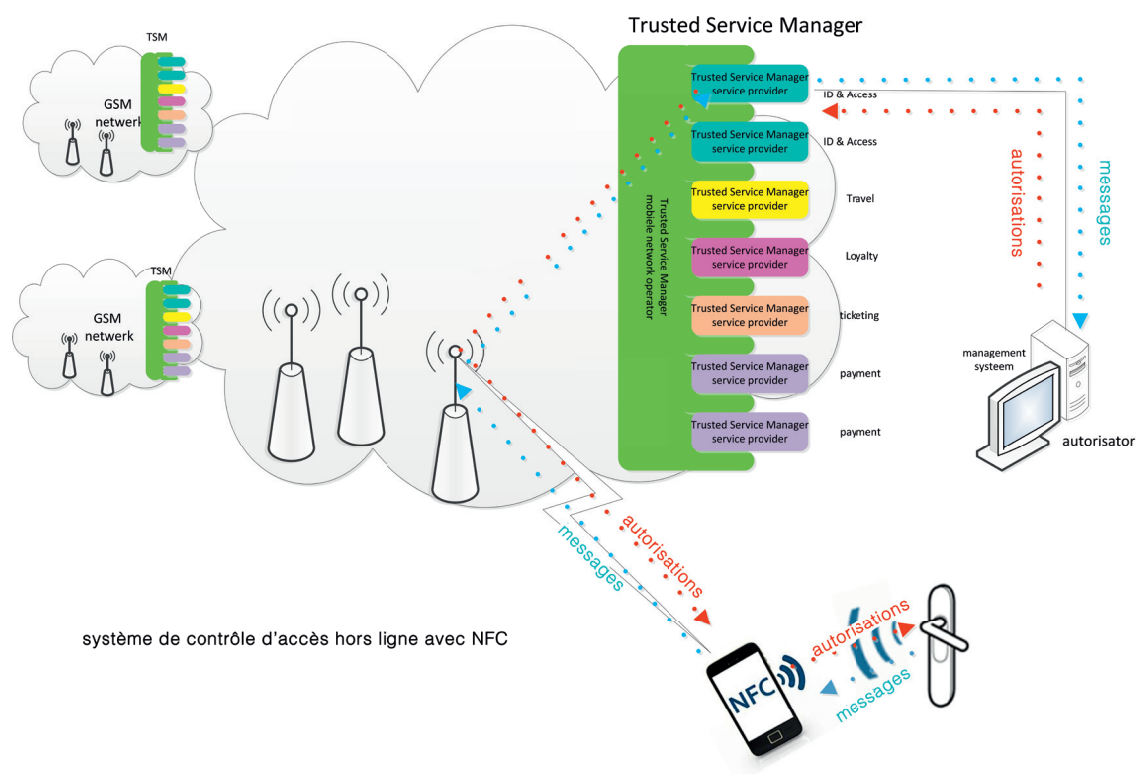 Trusted Service Manager
TSM
GSM
netwerk
TSM
GSM
netwerk
Trusted Service Manager
mobiele network operator
Trusted Service Manager
service provider
ID & Access
Trusted Service Manager
service provider
ID & Access
Trusted Service Manager
service provider
Travel
Trusted Service Manager
service provider
Loyalty
Trusted Service Manager
service provider
ticketing
Trusted Service Manager
service provider
payment
Trusted Service Manager
service provider
payment
autorisations
messages
management
systeem
autorisator
autorisations
messages
système de contrôle d'accès hors ligne avec NFC
NFC
autorisations
messages